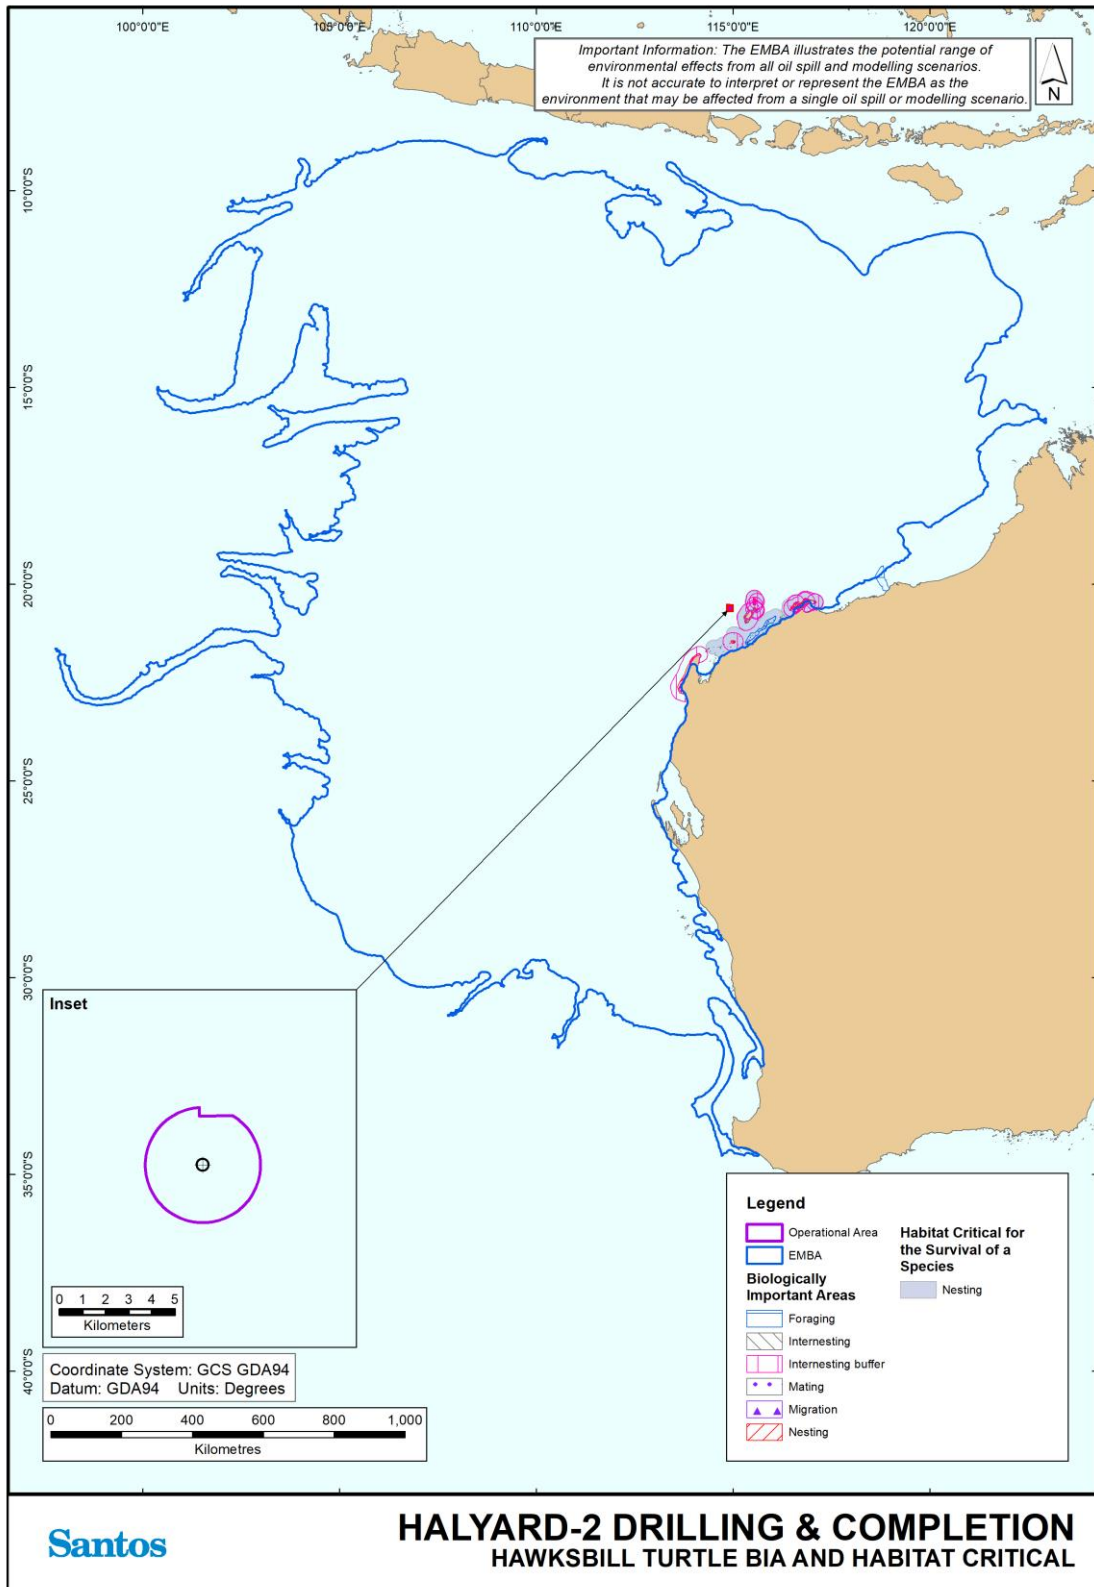 100°0'0"E
105°0'0"E
110°0'0"E
115°0'0"E
120°0'0"E
Important Information: The EMBA illustrates the potential range of
environmental effects from all oil spill and modelling scenarios.
It is not accurate to interpret or represent the EMBA as the
environment that may be affected from a single oil spill or modelling scenario.
N
10°0'0"S
15°0'0"S
20°0'0"S
25°0'0"S
30°0'0"S
35°0'0"S
40°0'0"S
Inset
0 1 2 3 4 5
Kilometers
Coordinate System: GCS GDA94
Datum: GDA94 Units: Degrees
0 200 400 600 800 1,000
Kilometres
Legend
Operational Area
EMBA
Biologically
Important Areas
Foraging
Internesting
Internesting buffer
Mating
Migration
Nesting
Habitat Critical for
the Survival of a
Species
Nesting
Santos
HALYARD-2 DRILLING & COMPLETION
HAWKSBILL TURTLE BIA AND HABITAT CRITICAL